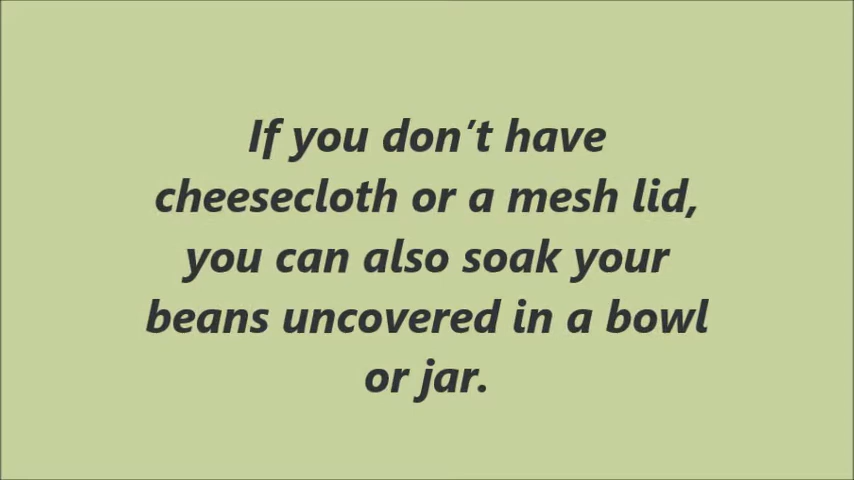 If you don't have
cheesecloth or a mesh lid,
you can also soak your
beans uncovered in a bowl
or jar.